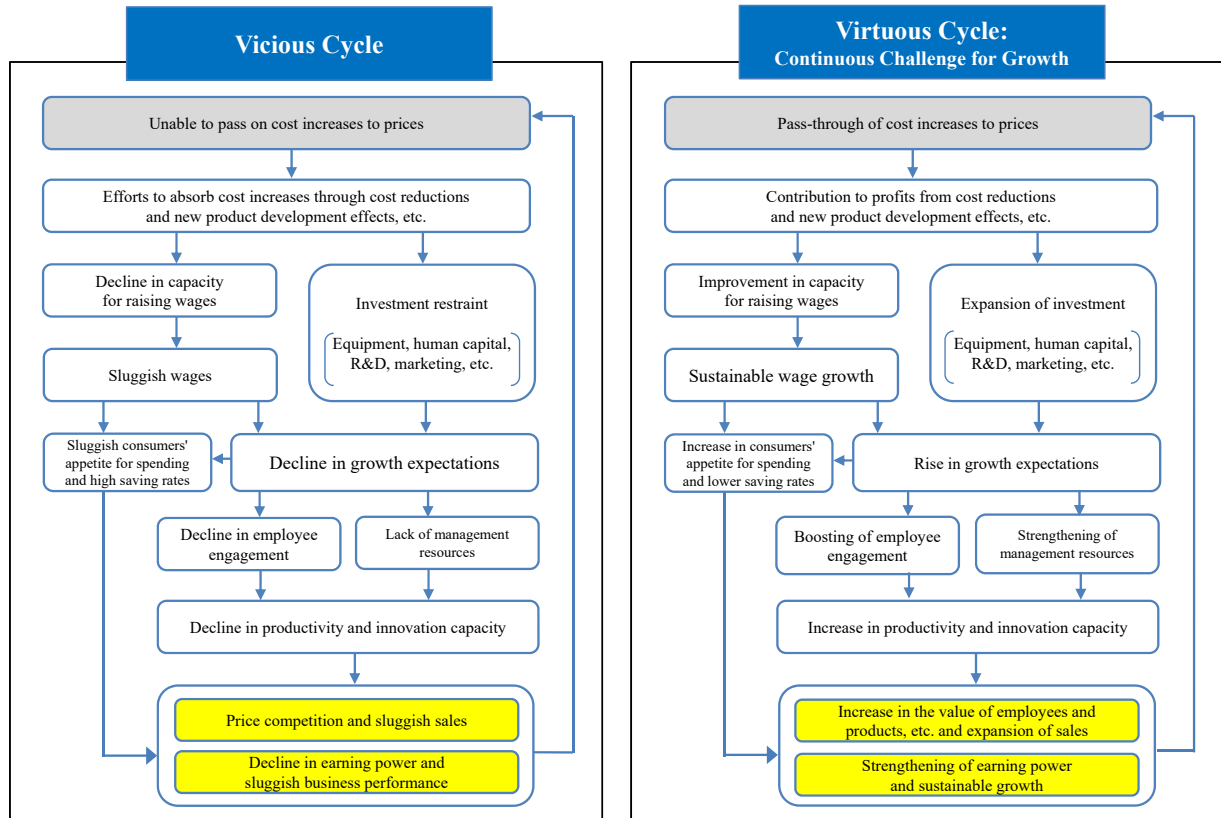 Vicious Cycle
Unable to pass on cost increases to prices
Efforts to absorb cost increases through cost reductions
and new product development effects, etc.
Decline in capacity
for raising wages
Investment restraint
Equipment, human capital,
R&D, marketing, etc.
Sluggish wages
Sluggish consumers'
appetite for spending
and high saving rates
Decline in growth expectations
Decline in employee
engagement
Lack of management
resources
Decline in productivity and innovation capacity
Price competition and sluggish sales
Decline in earning power and
sluggish business performance
Virtuous Cycle:
Continuous Challenge for Growth
Pass-through of cost increases to prices
Contribution to profits from cost reductions
and new product development effects, etc.
Improvement in capacity
for raising wages
Expansion of investment
Equipment, human capital,
R&D, marketing, etc.
Sustainable wage growth
Increase in consumers'
appetite for spending
and lower saving rates
Rise in growth expectations
Boosting of employee
engagement
Strengthening of
management resources
Increase in productivity and innovation capacity
Increase in the value of employees and
products, etc. and expansion of sales
Strengthening of earning power
and sustainable growth